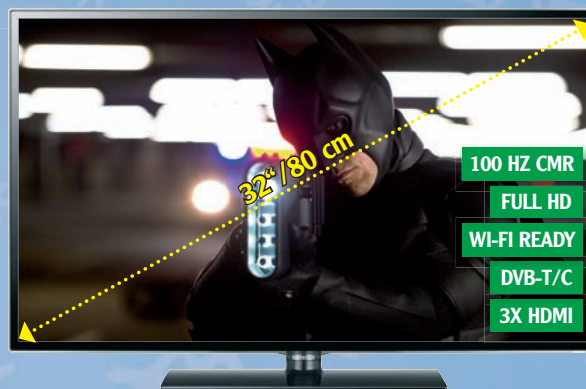 32“/80 cm
100 HZ CMR
FULL HD
WI-FI READY
DVB-T/C
3X HDMI